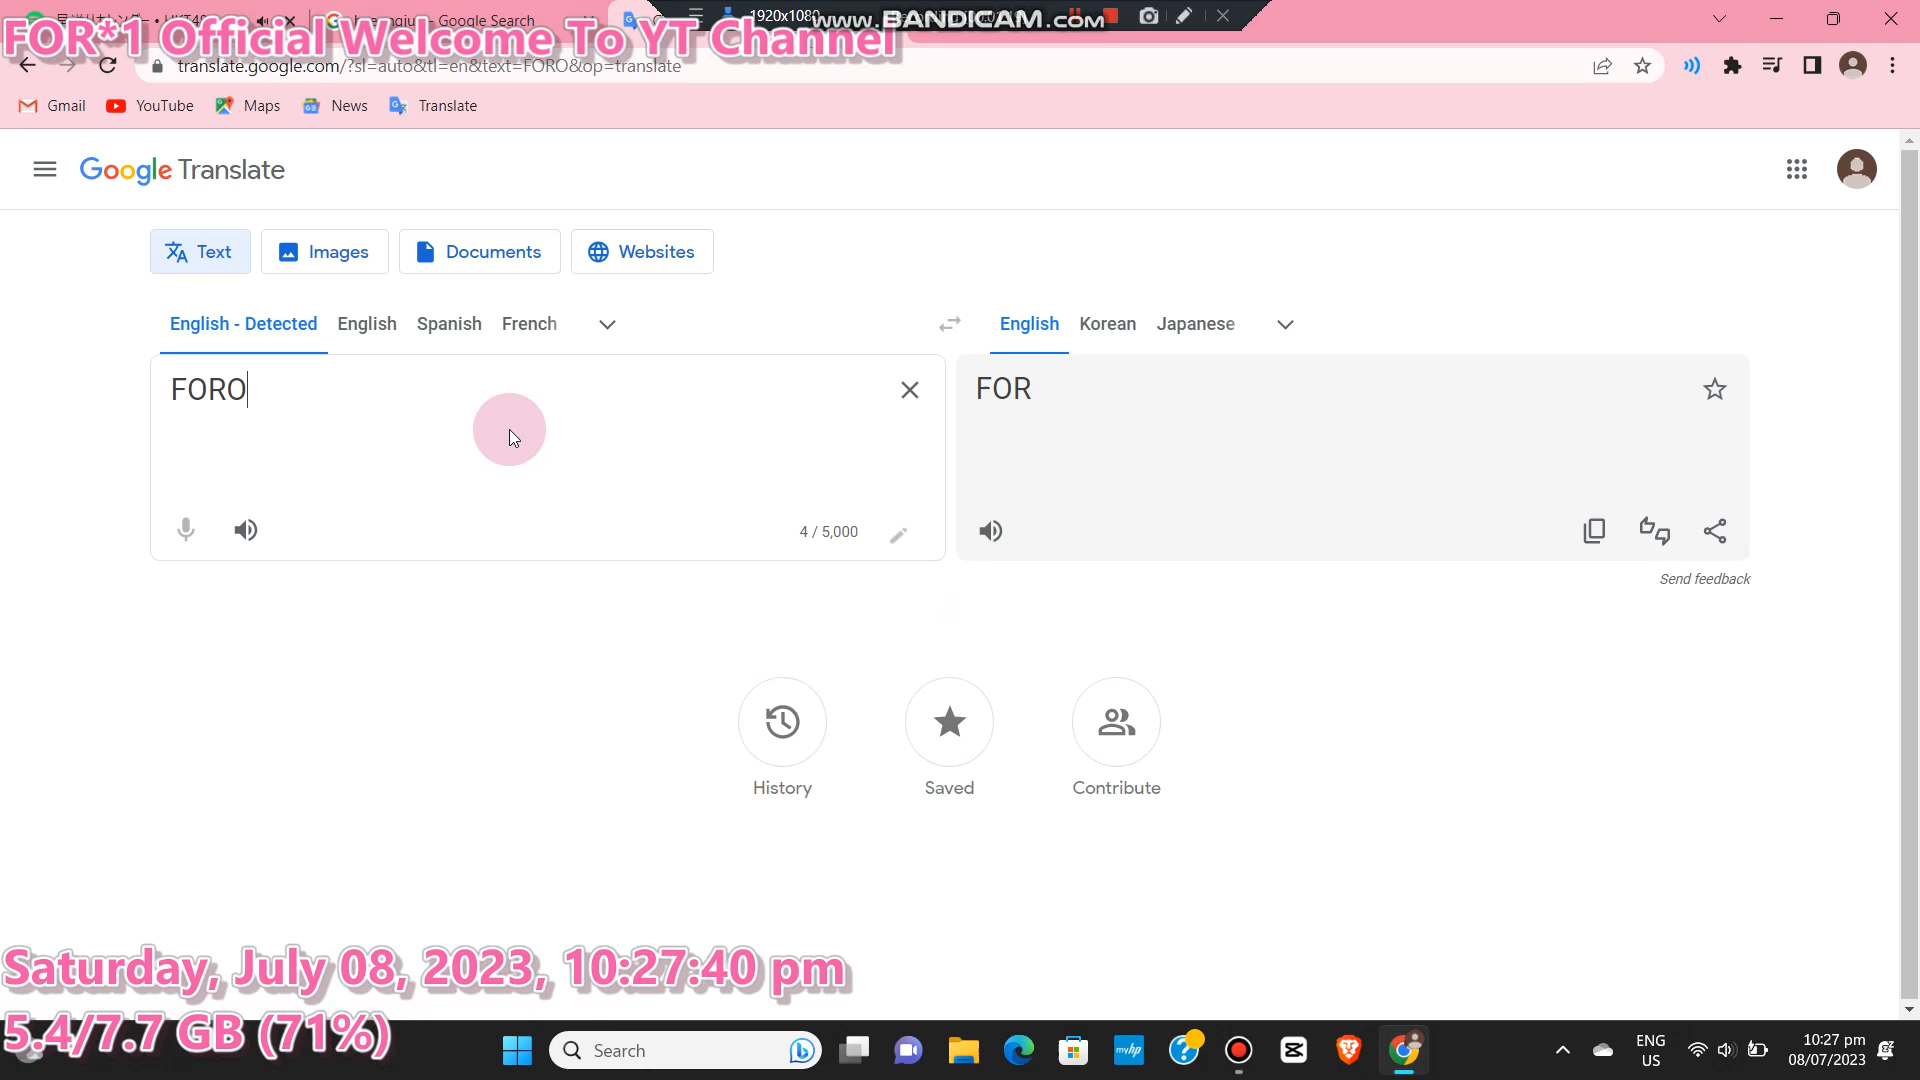 1920x1080
www.BANDICAM.com
Google Search
FOR*1 Official Welcome To YT Channel
translate.google.com/?sl=auto&tl=en&text=FORO&op=translate
Gmail YouTube Maps News Translate
Google Translate
Text Images Documents Websites
English - Detected English Spanish French English Korean Japanese
FORO FOR
4 / 5,000
Send feedback
History Saved Contribute
Saturday, July 08, 2023, 10:27:40 pm
5.4/7.7 GB (71%)
Search
myhp
ENG
US
10:27 pm
08/07/2023